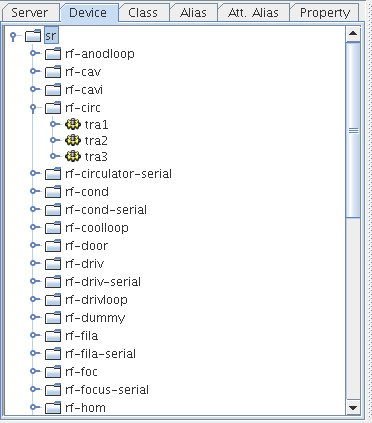 Server Device Class Alias Att. Alias Property
sr
rf-anodloop
rf-cav
rf-cavi
rf-circ
tra1
tra2
tra3
rf-circulator-serial
rf-cond
rf-cond-serial
rf-coolloop
rf-door
rf-driv
rf-driv-serial
rf-drivloop
rf-dummy
rf-fila
rf-fila-serial
rf-foc
rf-focus-serial
rf-hom